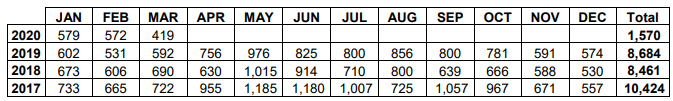 JAN FEB MAR APR MAY JUN JUL AUG SEP OCT NOV DEC Total
2020 579 572 419 1,570
2019 602 531 592 756 976 825 800 856 800 781 591 574 8,684
2018 673 606 690 630 1,015 914 710 800 639 666 588 530 8,461
2017 733 665 722 955 1,185 1,180 1,007 725 1,057 967 671 557 10,424